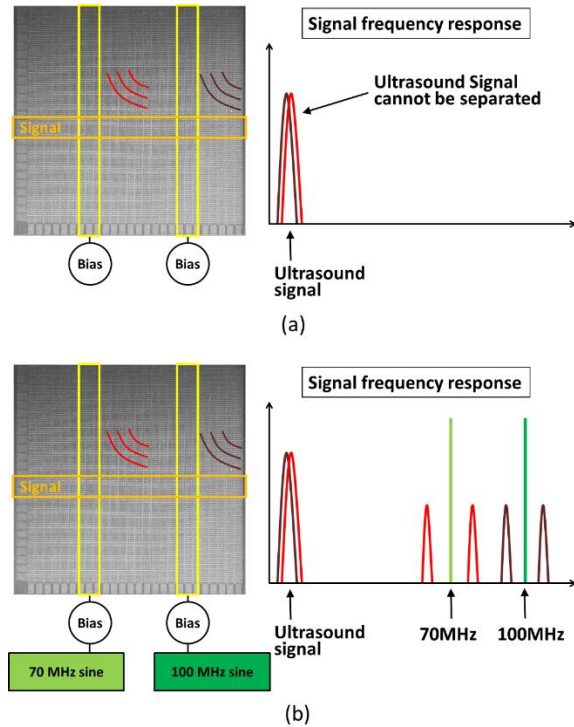 Signal frequency response
Ultrasound Signal
cannot be separated
Signal
Bias
Bias
Ultrasound
signal
(a)
Signal frequency response
Signal
Bias
Bias
70 MHz sine
100 MHz sine
Ultrasound
signal
70MHz
100MHz
(b)